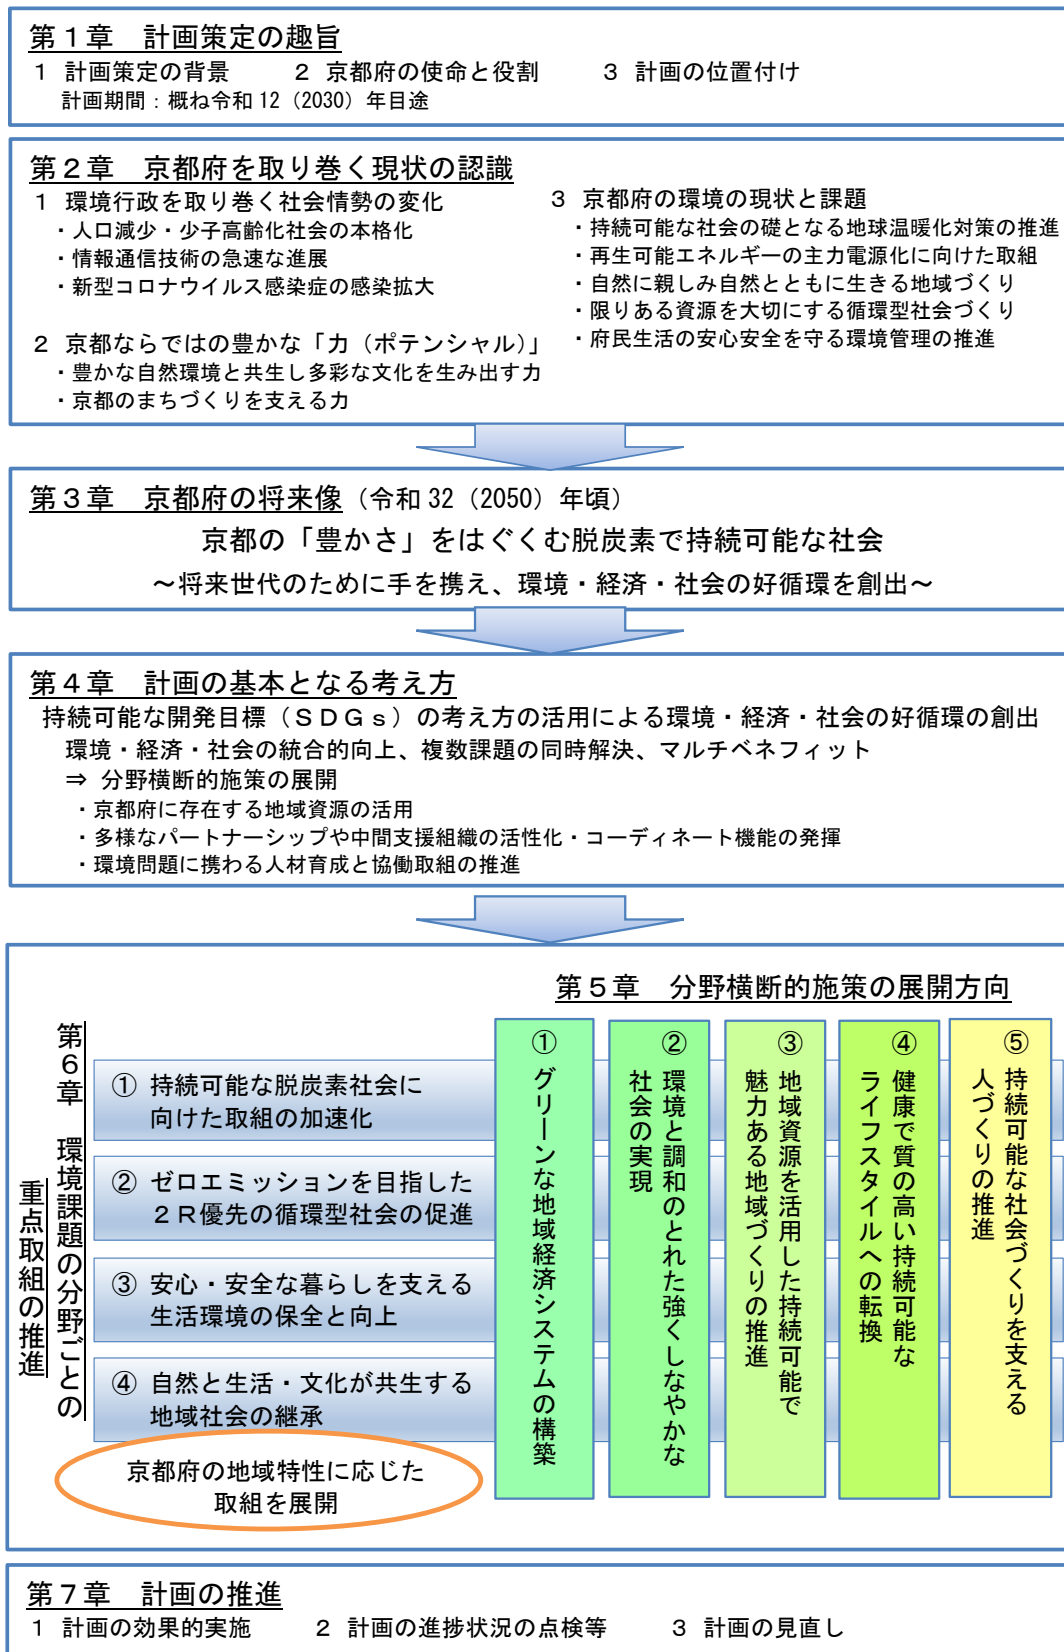 第１章　計画策定の趣旨
１ 計画策定の背景　２ 京都府の使命と役割　３ 計画の位置付け
計画期間：概ね令和12（2030）年目途
第２章　京都府を取り巻く現状の認識
１ 環境行政を取り巻く社会情勢の変化
・人口減少・少子高齢化社会の本格化
・情報通信技術の急速な進展
・新型コロナウイルス感染症の感染拡大
２ 京都ならではの豊かな「力（ポテンシャル）」
・豊かな自然環境と共生し多彩な文化を生み出す力
・京都のまちづくりを支える力
３ 京都府の環境の現状と課題
・持続可能な社会の礎となる地球温暖化対策の推進
・再生可能エネルギーの主力電源化に向けた取組
・自然に親しみ自然とともに生きる地域づくり
・限りある資源を大切にする循環型社会づくり
・府民生活の安心安全を守る環境管理の推進
第３章　京都府の将来像（令和32（2050）年頃）
京都の「豊かさ」をはぐくむ脱炭素で持続可能な社会
～将来世代のために手を携え、環境・経済・社会の好循環を創出～
第４章　計画の基本となる考え方
持続可能な開発目標（ＳＤＧｓ）の考え方の活用による環境・経済・社会の好循環の創出
環境・経済・社会の統合的向上、複数課題の同時解決、マルチベネフィット
⇒ 分野横断的施策の展開
・京都府に存在する地域資源の活用
・多様なパートナーシップや中間支援組織の活性化・コーディネート機能の発揮
・環境問題に携わる人材育成と協働取組の推進
第５章　分野横断的施策の展開方向
① グリーンな地域経済システムの構築
② 環境と調和のとれた強くしなやかな
社会の実現
③ 地域資源を活用した持続可能で
魅力ある地域づくりの推進
④ 健康で質の高い持続可能な
ライフスタイルへの転換
⑤ 持続可能な社会づくりを支える
人づくりの推進
第６章　環境課題の分野ごとの
重点取組の推進
① 持続可能な脱炭素社会に
向けた取組の加速化
② ゼロエミッションを目指した
２Ｒ優先の循環型社会の促進
③ 安心・安全な暮らしを支える
生活環境の保全と向上
④ 自然と生活・文化が共生する
地域社会の継承
京都府の地域特性に応じた
取組を展開
第７章　計画の推進
１ 計画の効果的実施　２ 計画の進捗状況の点検等　３ 計画の見直し